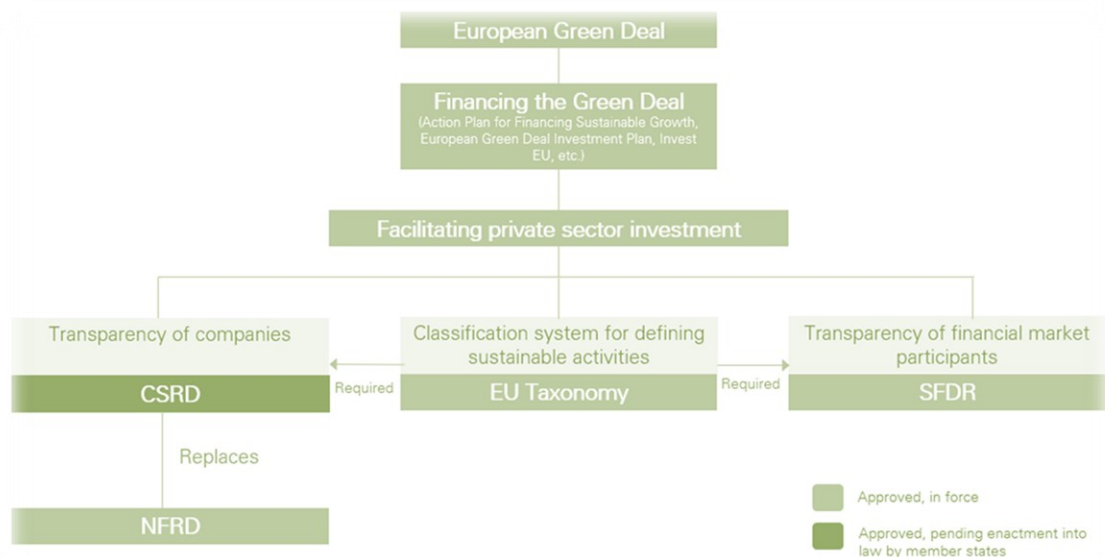 European Green Deal
Financing the Green Deal
(Action Plan for Financing Sustainable Growth,
European Green Deal Investment Plan, Invest
EU, etc.)
Facilitating private sector investment
Transparency of companies
CSRD
Classification system for defining
sustainable activities
EU Taxonomy
Transparency of financial market
participants
SFDR
Required
Required
Replaces
NFRD
Approved, in force
Approved, pending enactment into
law by member states